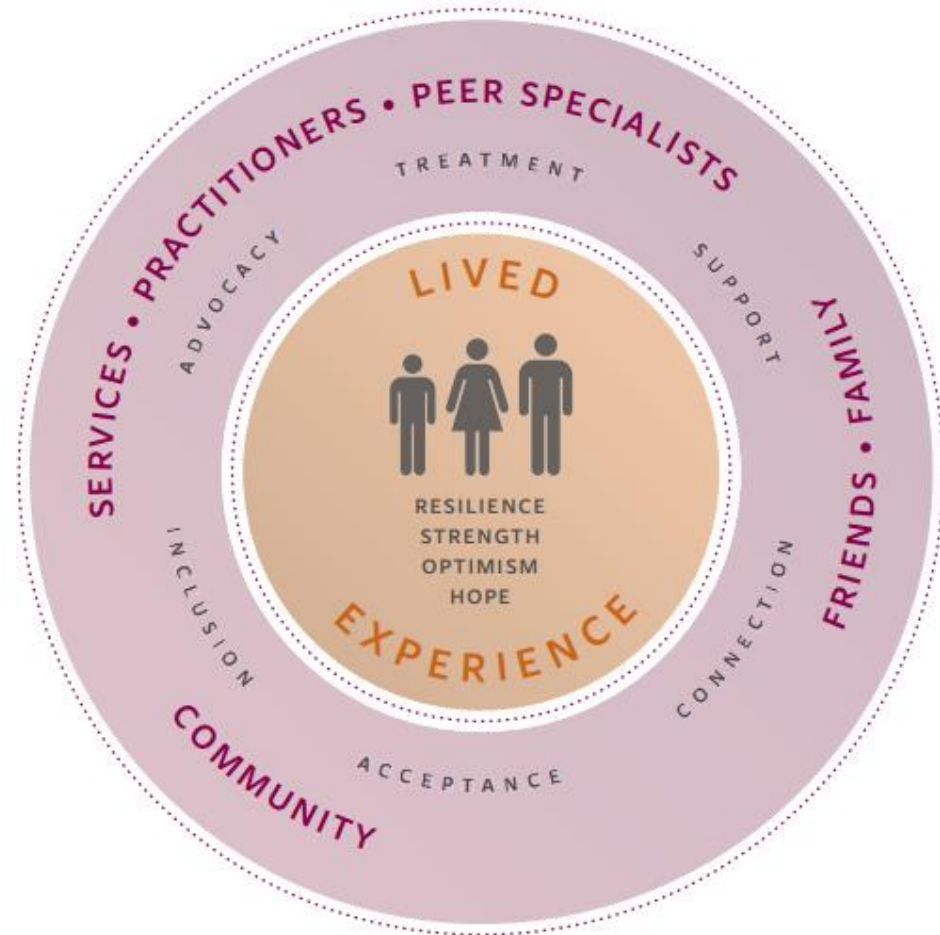 SERVICES • PRACTITIONERS • PEER SPECIALISTS
FRIENDS • FAMILY
COMMUNITY
ADVOCACY
TREATMENT
SUPPORT
CONNECTION
ACCEPTANCE
INCLUSION
LIVED
RESILIENCE
STRENGTH
OPTIMISM
HOPE
EXPERIENCE